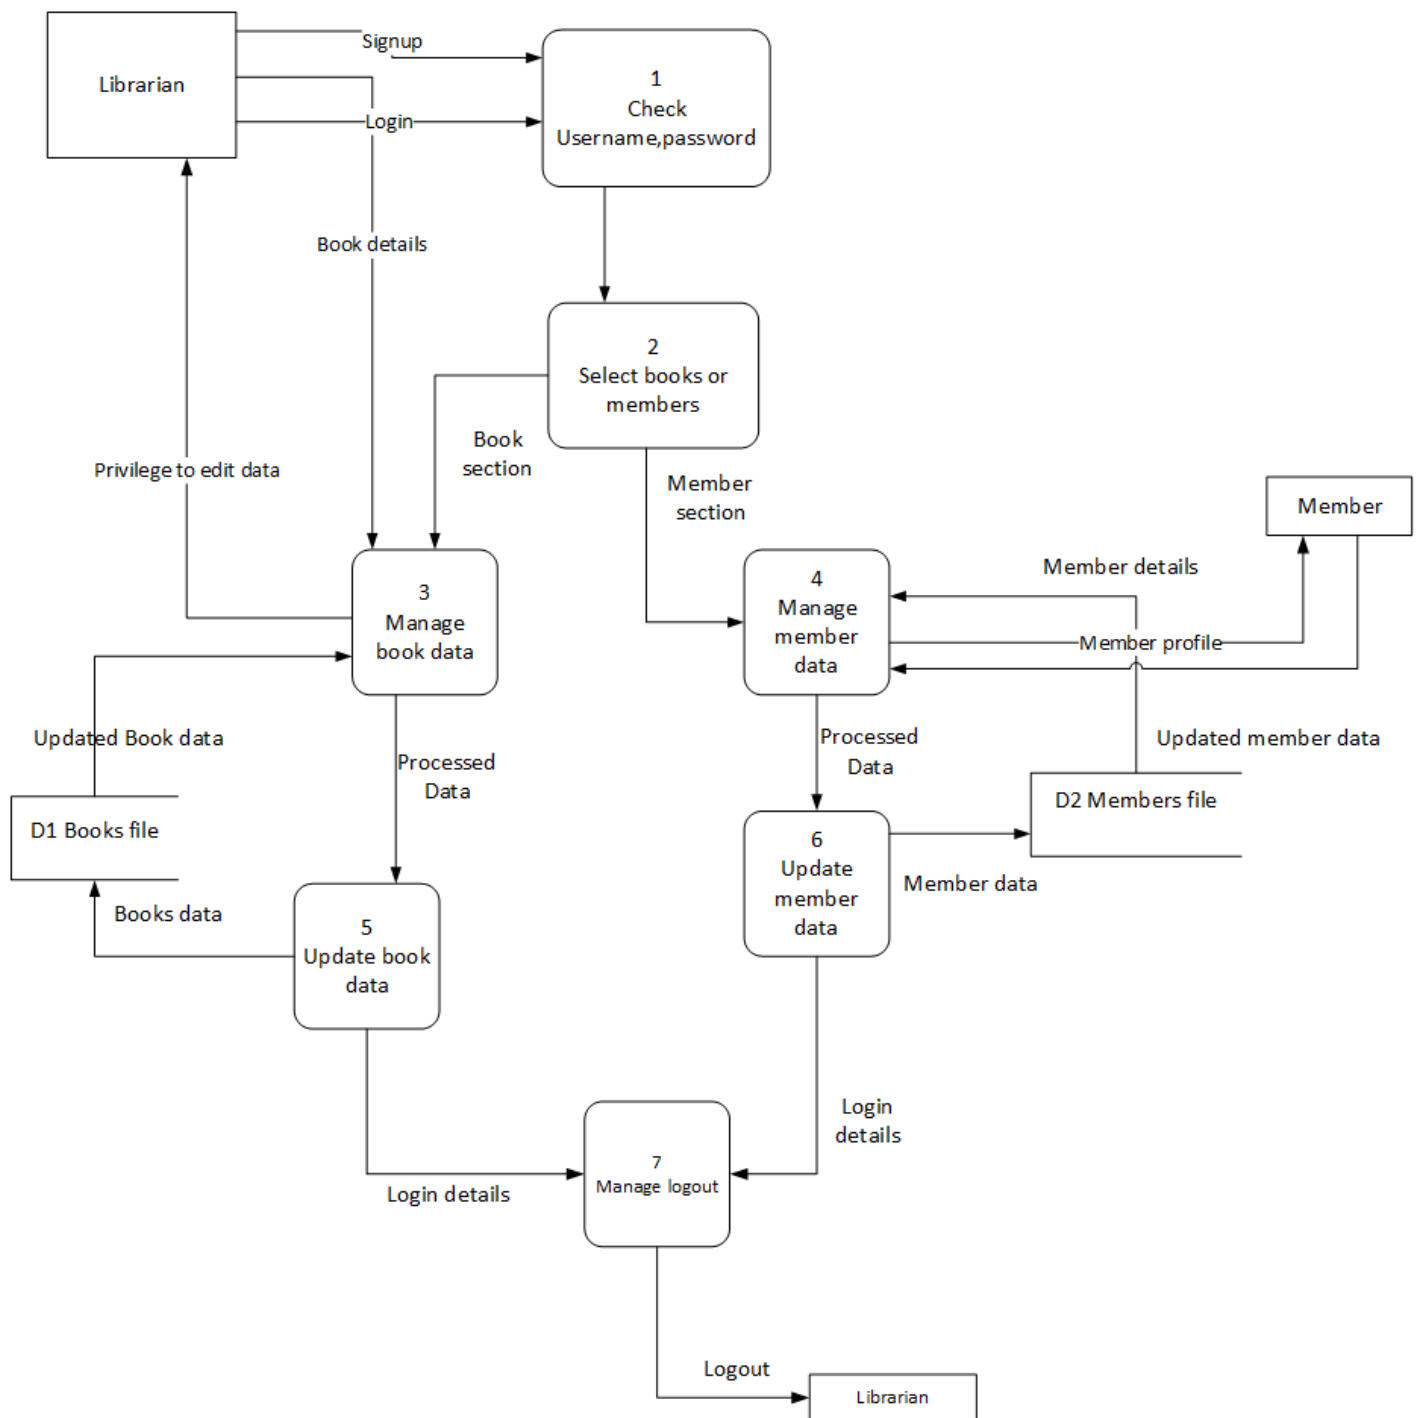 Signup
Librarian
1
Check
Username,password
Login
Book details
2
Select books or
members
Book
section
Privilege to edit data
Member
section
Member
Member details
3
Manage
book data
4
Manage
member
data
Member profile
Updated Book data
Processed
Data
Processed
Data
Updated member data
D1 Books file
D2 Members file
6
Update
member
data
Member data
Books data
5
Update book
data
Login
details
7
Manage logout
Login details
Logout
Librarian